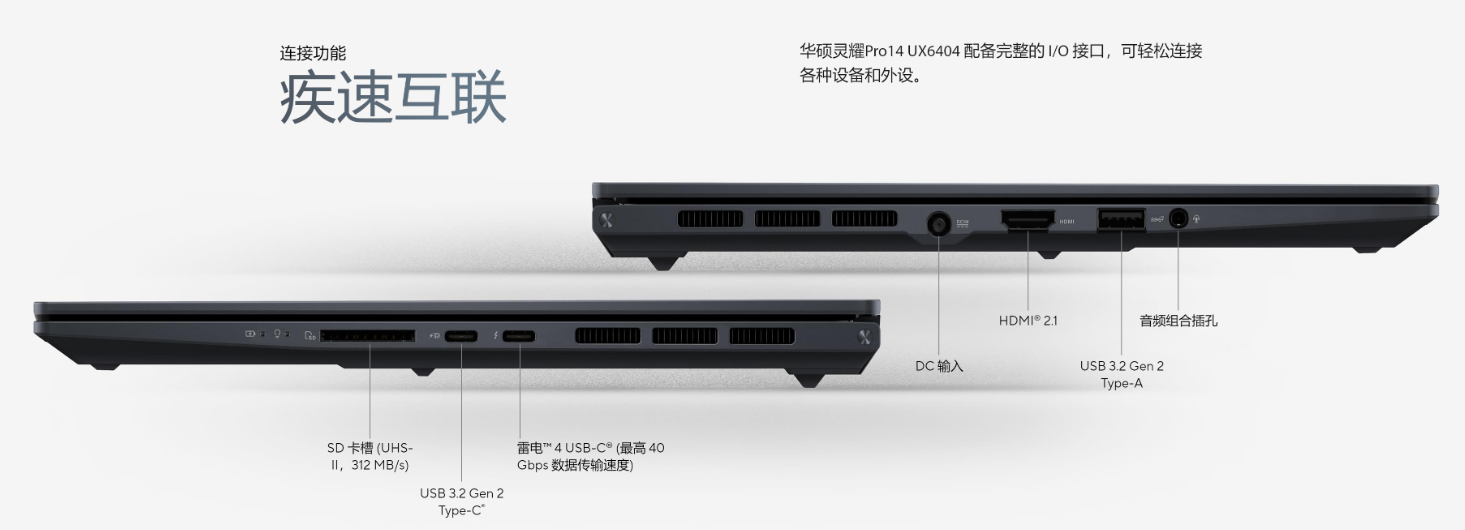 连接功能
疾速互联
华硕灵耀Pro14 UX6404 配备完整的 I/O 接口，可轻松连接
各种设备和外设。
HDMI
HDMI® 2.1
音频组合插孔
DC 输入
USB 3.2 Gen 2
Type-A
SD 卡槽 (UHS-
II，312 MB/s)
雷电™ 4 USB-C® (最高 40
Gbps 数据传输速度)
USB 3.2 Gen 2
Type-C®